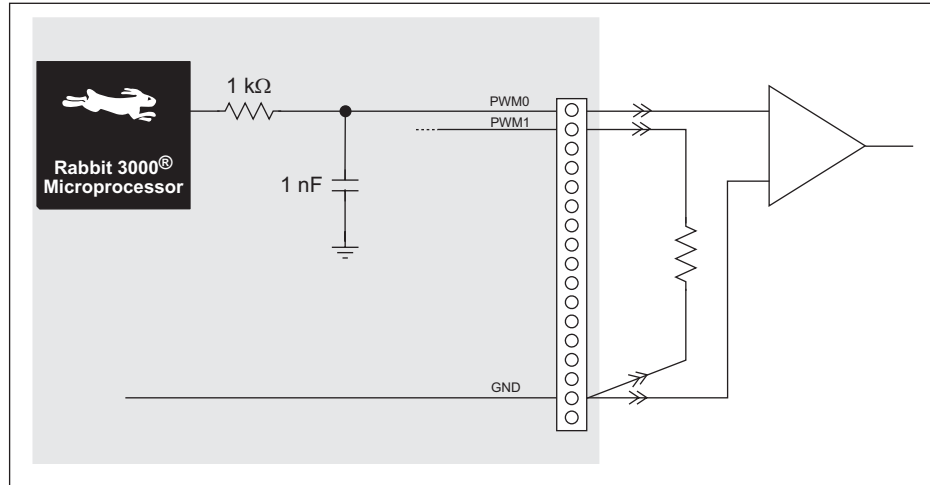 1 kΩ
PWM0
PWM1
Rabbit 3000®
Microprocessor
1 nF
GND